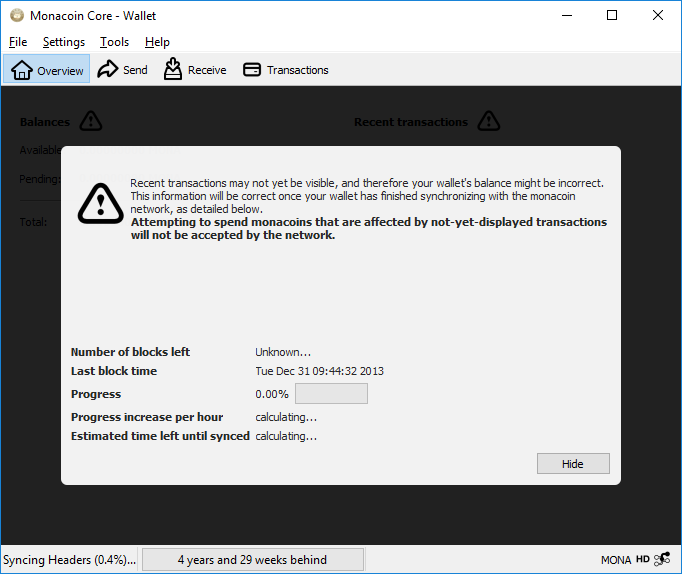 Monacoin Core - Wallet
File Settings Tools Help
Overview Send Receive Transactions
Balances Recent transactions
Available
Pending:
Total:
Recent transactions may not yet be visible, and therefore your wallet's balance might be incorrect.
This information will be correct once your wallet has finished synchronizing with the monacoin
network, as detailed below.
Attempting to spend monacoins that are affected by not-yet-displayed transactions
will not be accepted by the network.
Number of blocks left Unknown...
Last block time Tue Dec 31 09:44:32 2013
Progress 0.00%
Progress increase per hour calculating...
Estimated time left until synced calculating...
Hide
Syncing Headers (0.4%)... 4 years and 29 weeks behind MONA HD